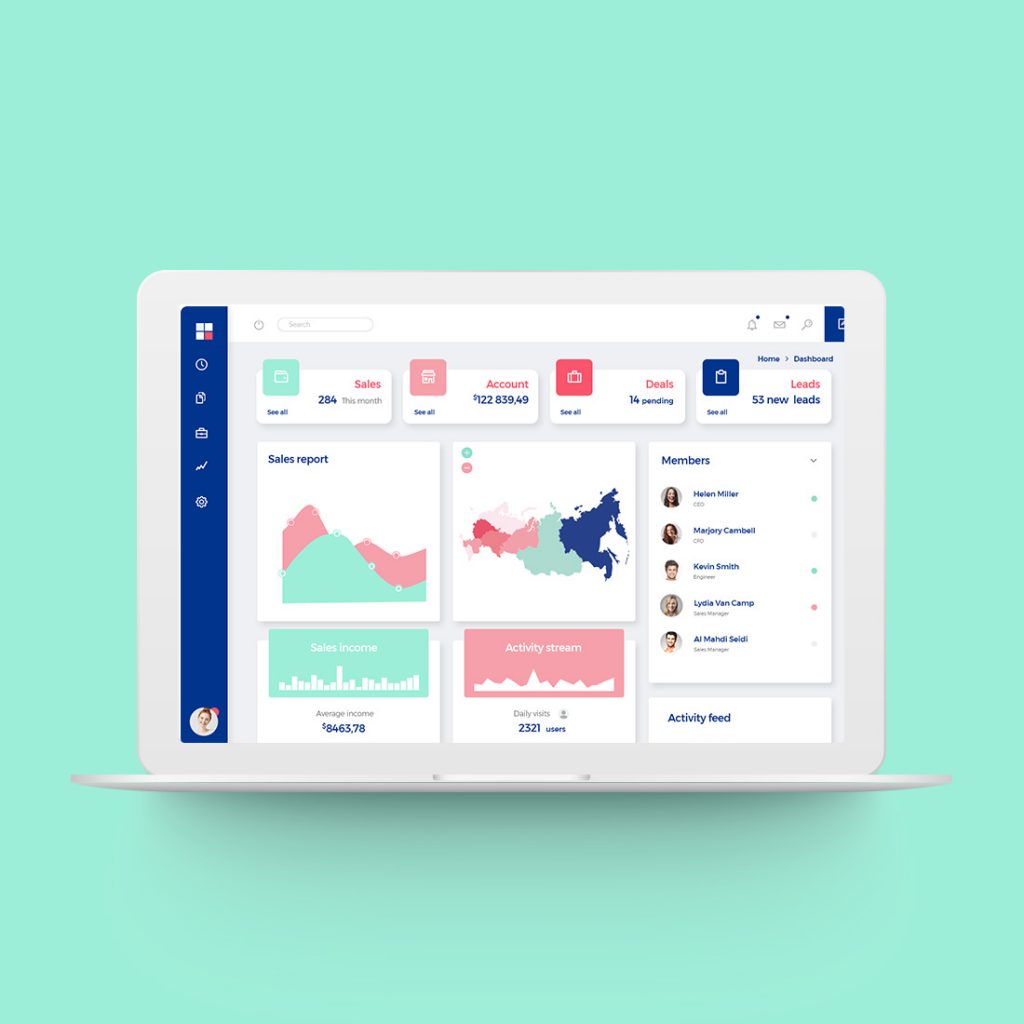 Search
Home > Dashboard
Sales
284 This month
See all
Account
$122 839,49
See all
Deals
14 pending
See all
Leads
53 new leads
See all
Sales report
Members
Helen Miller
CEO
Marjory Cambell
CFO
Kevin Smith
Engineer
Lydia Van Camp
Sales Manager
Al Mahdi Seidi
Sales Manager
Sales income
Average income
$8463,78
Activity stream
Daily visits
2321 users
Activity feed